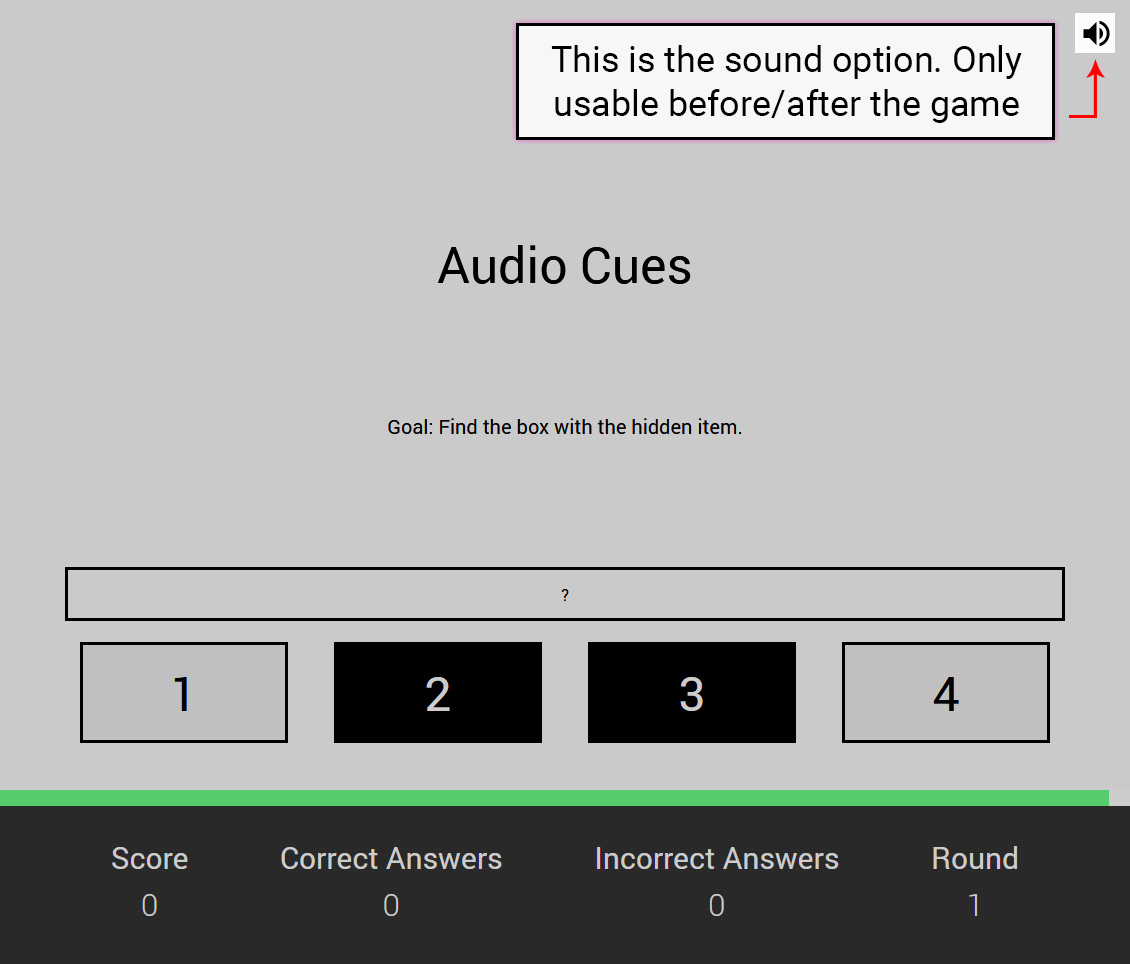 This is the sound option. Only
usable before/after the game
Audio Cues
Goal: Find the box with the hidden item.
?
1 2 3 4
Score Correct Answers Incorrect Answers Round
0 0 0 1